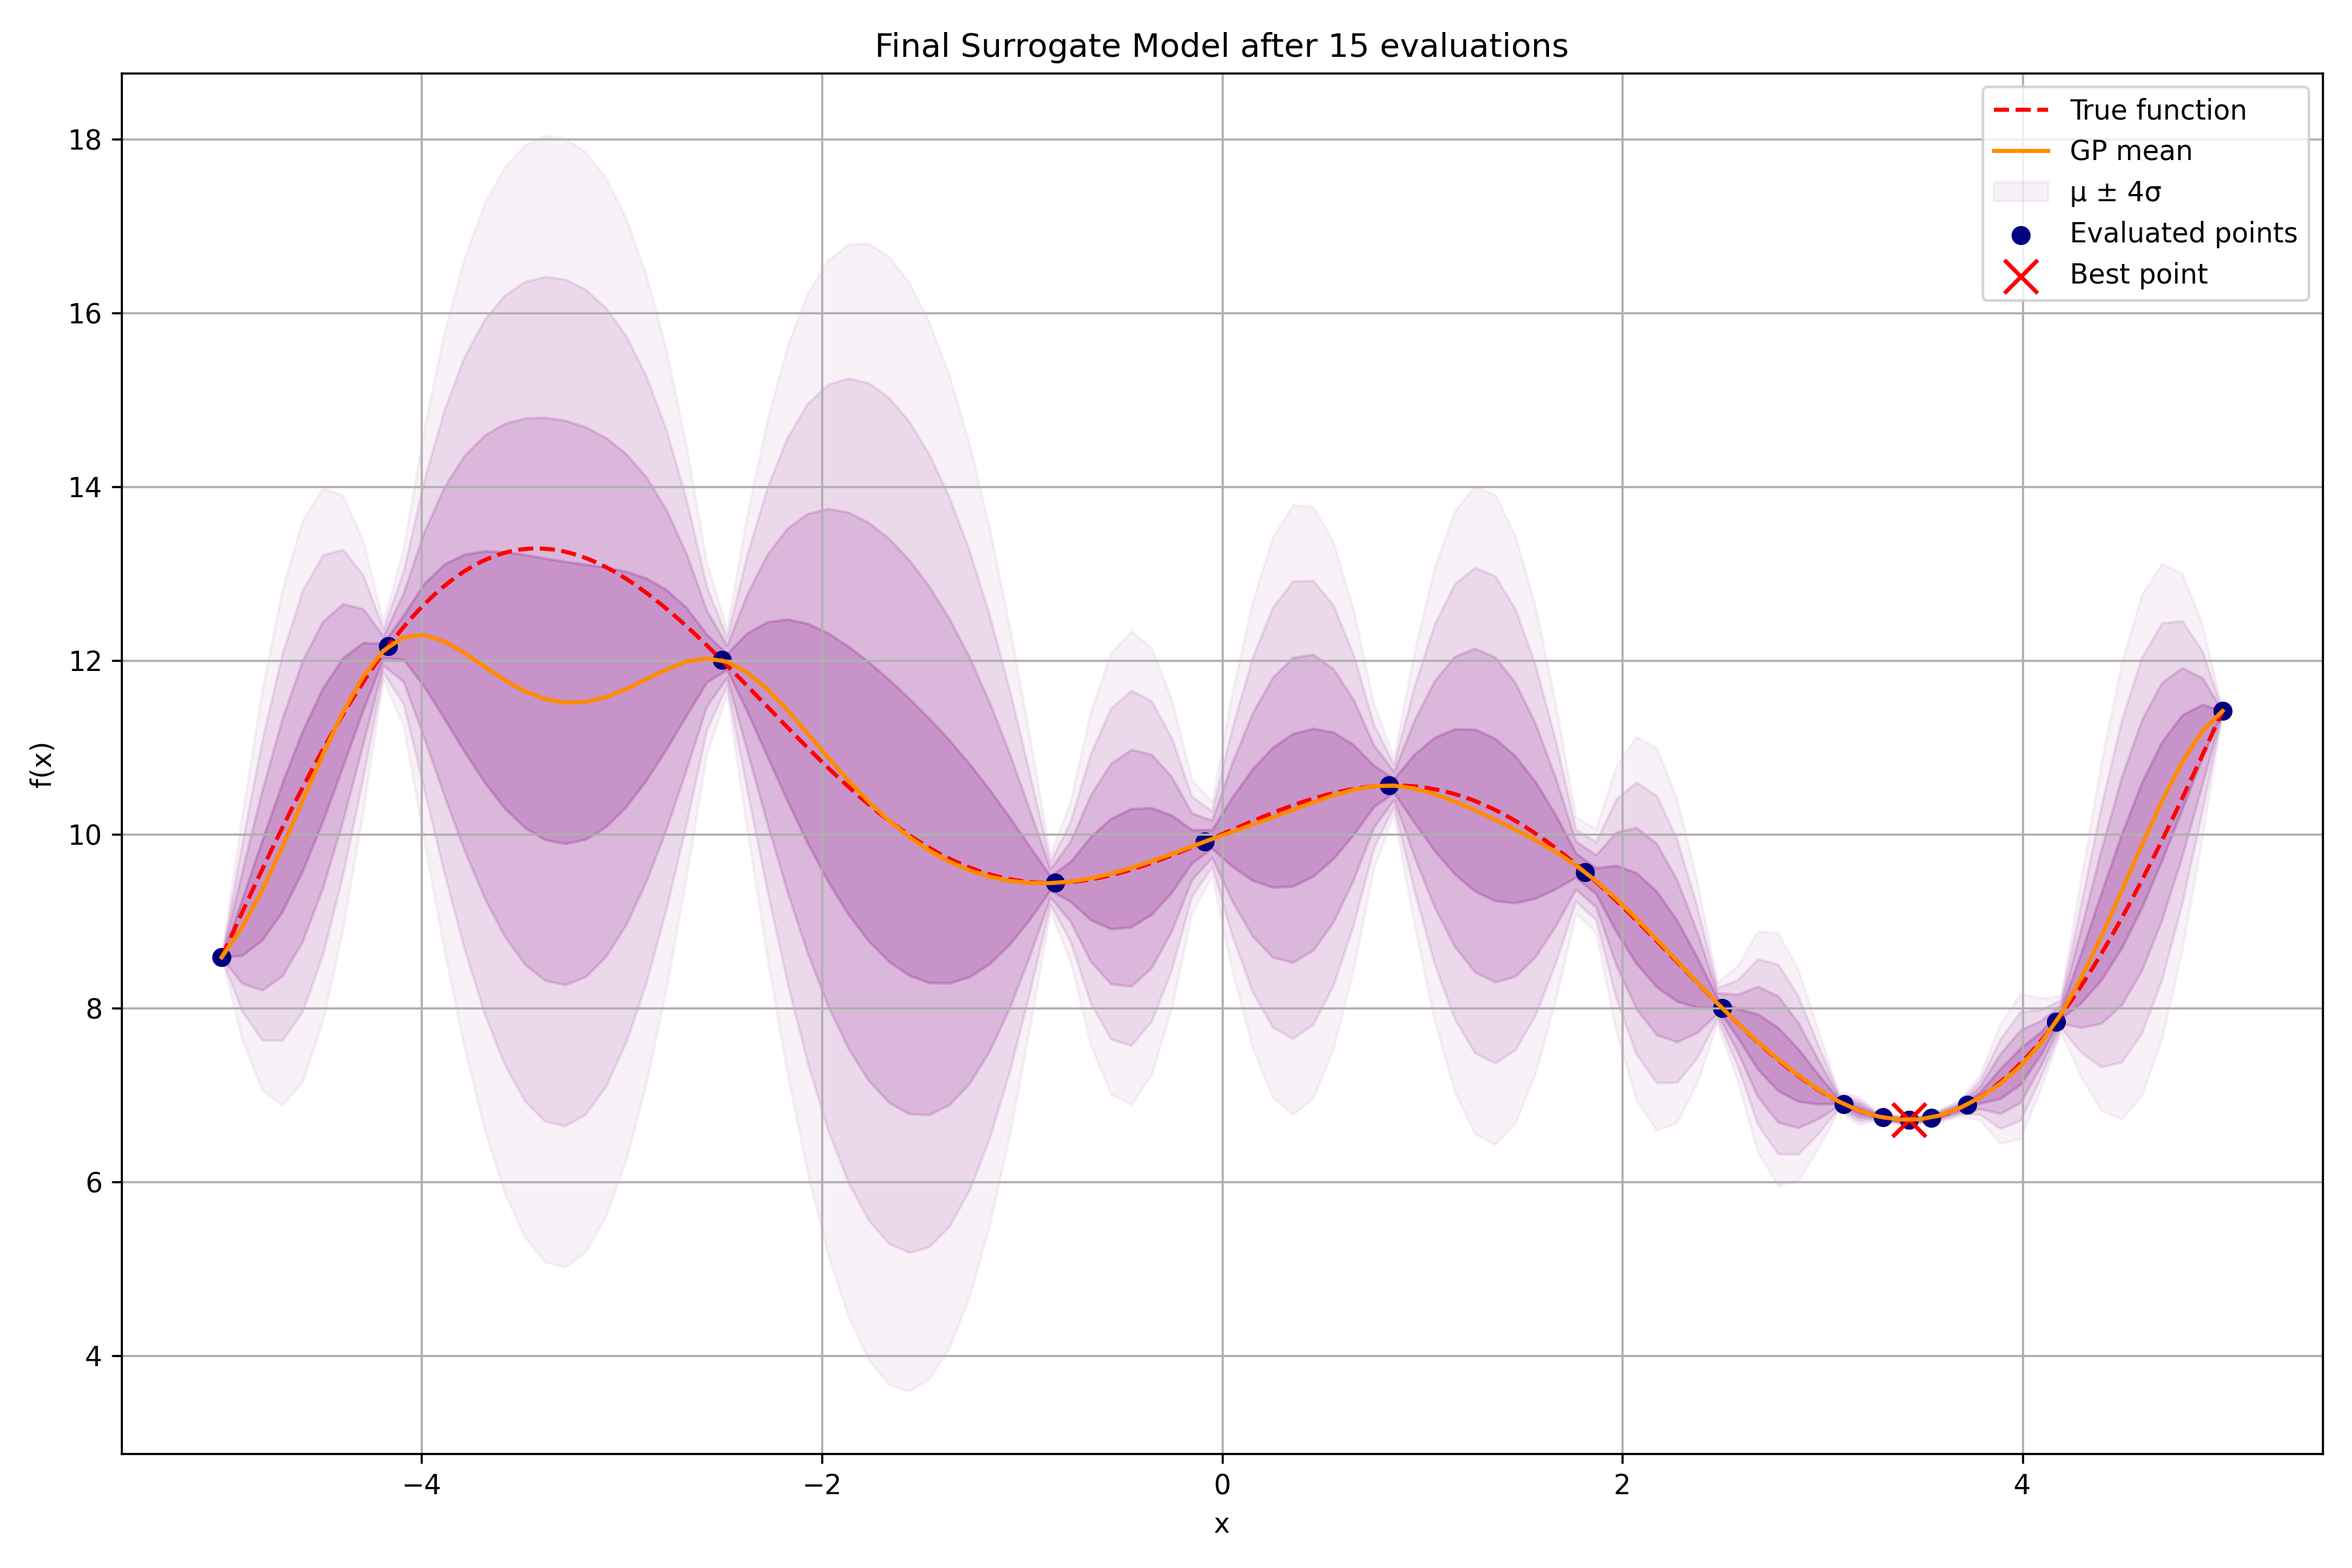 Final Surrogate Model after 15 evaluations
True function
GP mean
μ ± 4σ
Evaluated points
Best point
18
16
14
12
10
8
6
4
f(x)
−4
−2
0
2
4
x